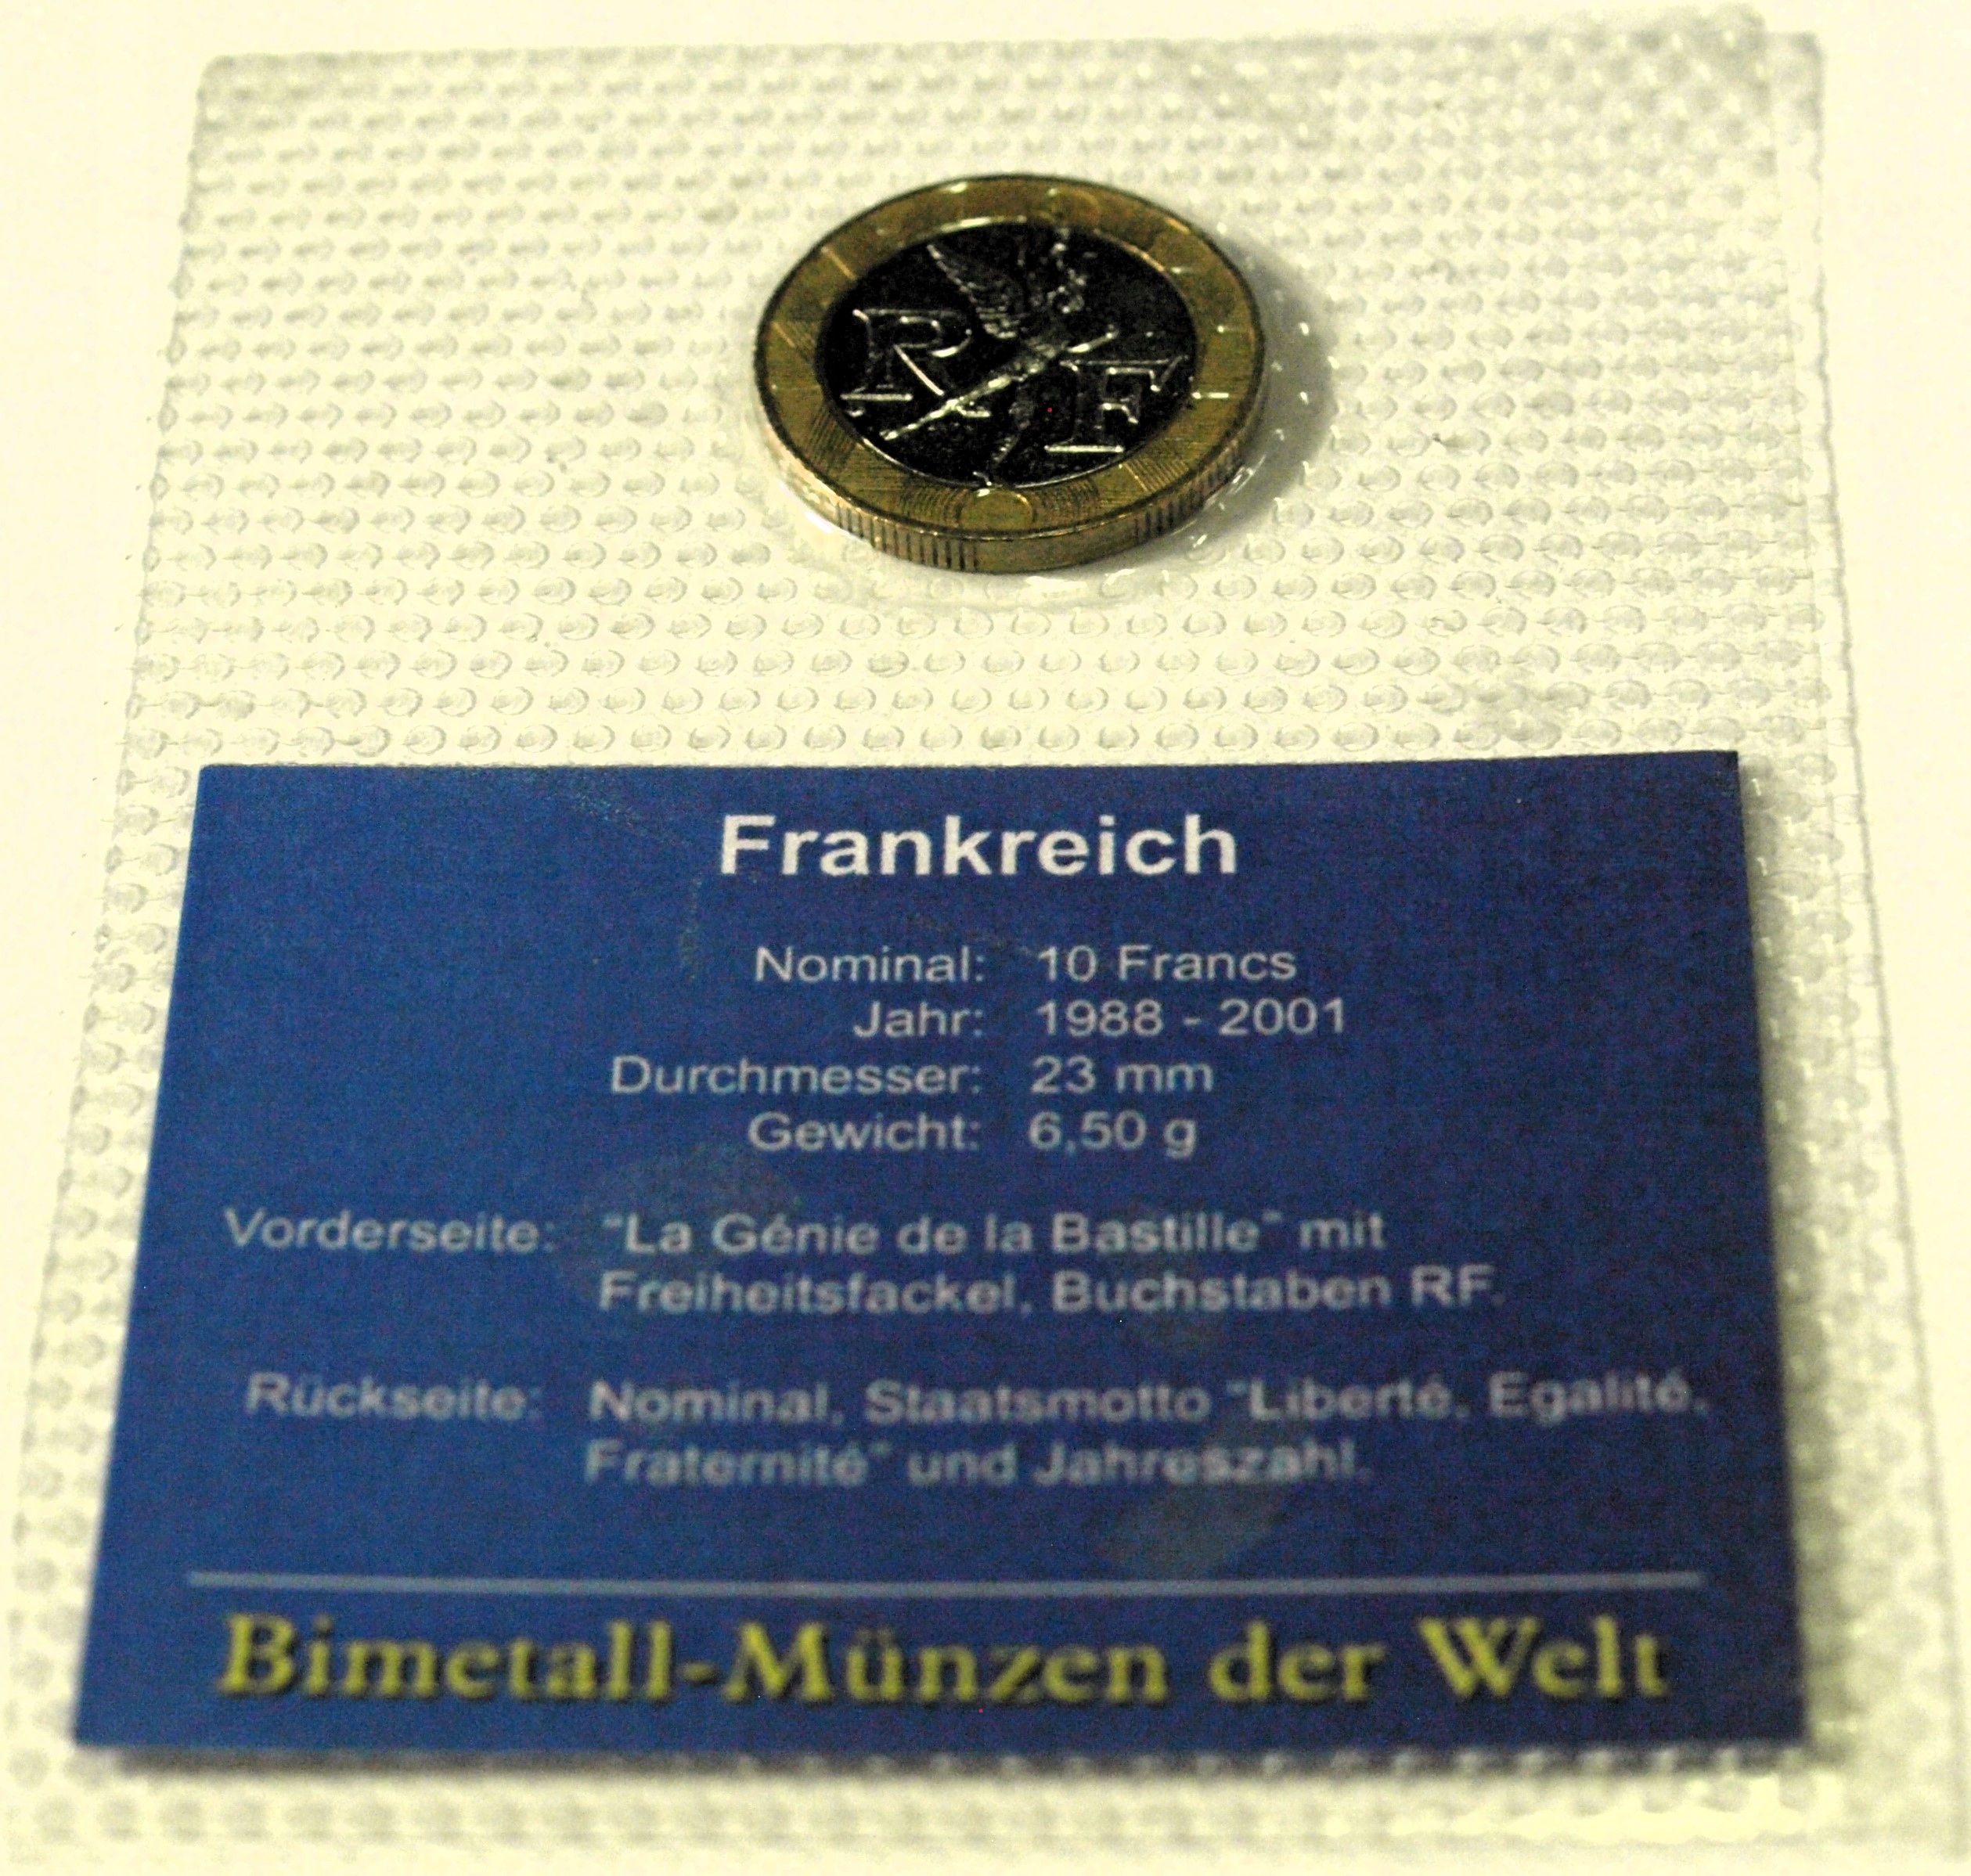 R F
Frankreich
Nominal: 10 Francs
Jahr: 1988 - 2001
Durchmesser: 23 mm
Gewicht: 6,50 g
Vorderseite: "La Génie de la Bastille" mit
Freiheitsfackel, Buchstaben RF.
Rückseite: Nominal, Staatsmotto "Liberté, Egalité,
Fraternité" und Jahreszahl.
Bimetall-Münzen der Welt